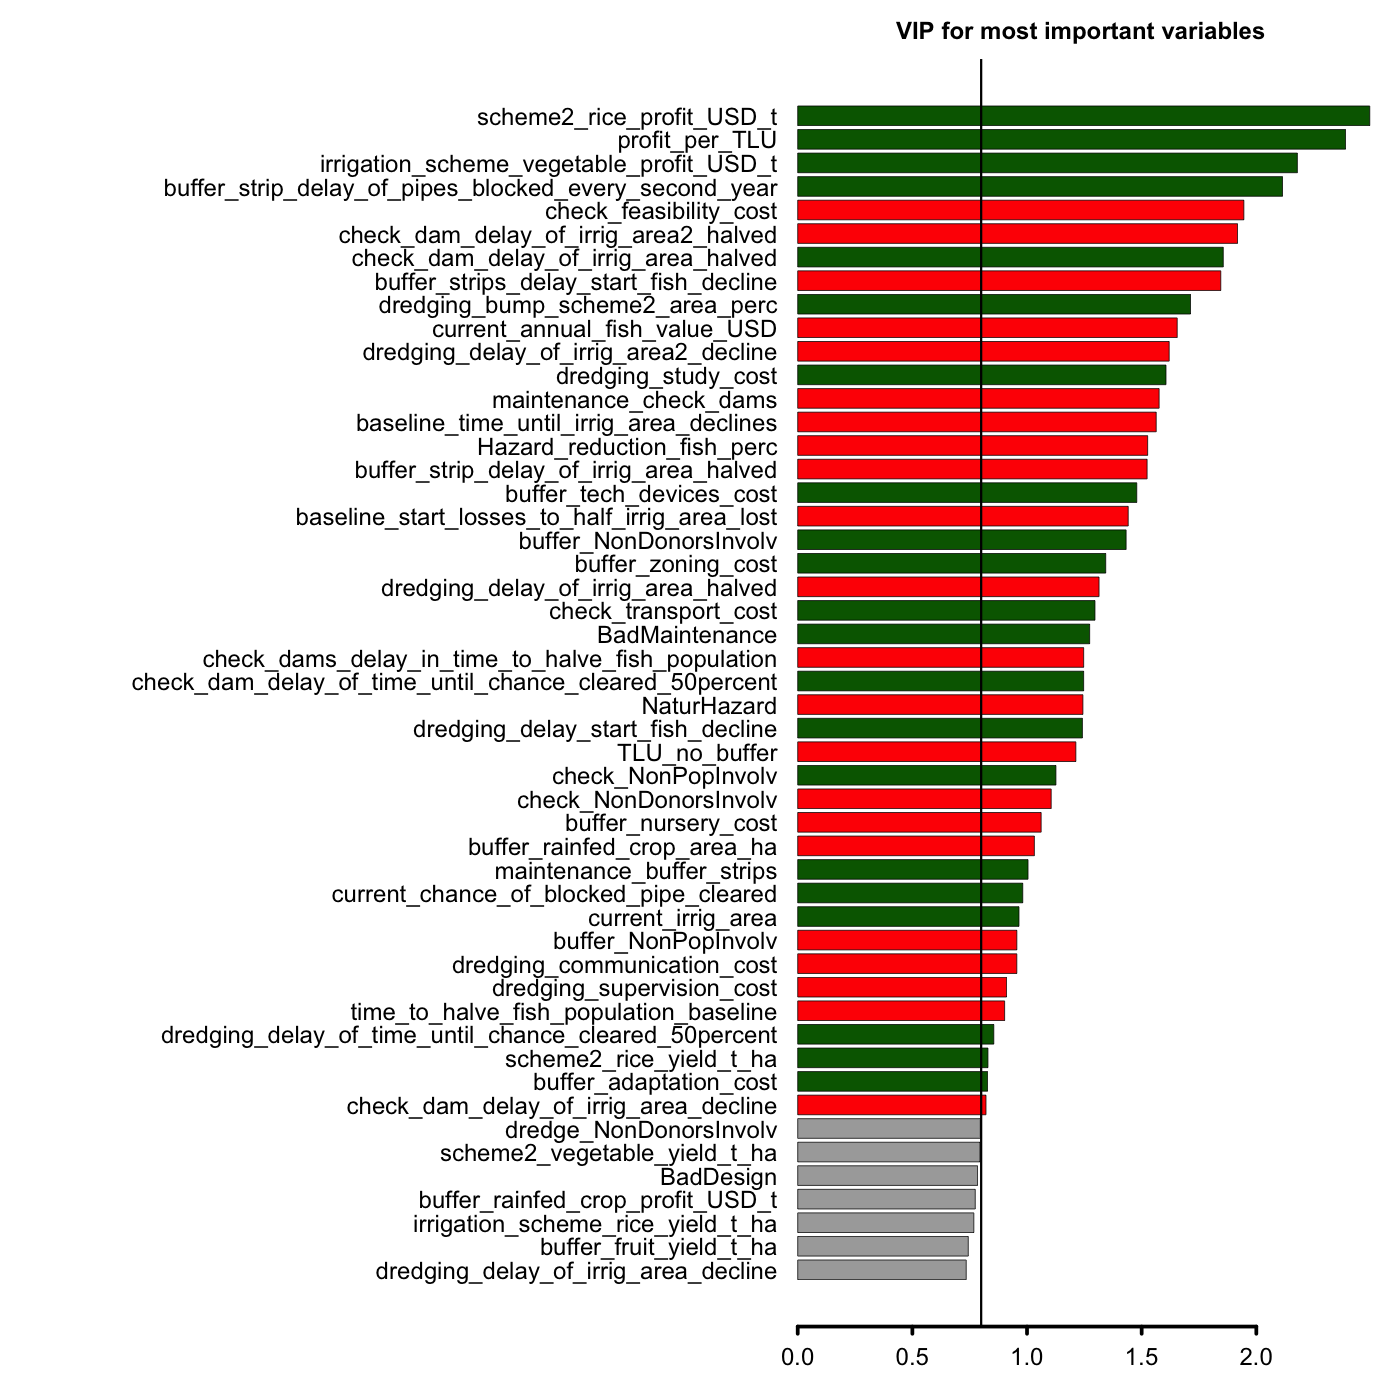 VIP for most important variables
scheme2_rice_profit_USD_t
profit_per_TLU
irrigation_scheme_vegetable_profit_USD_t
buffer_strip_delay_of_pipes_blocked_every_second_year
check_feasibility_cost
check_dam_delay_of_irrig_area2_halved
check_dam_delay_of_irrig_area_halved
buffer_strips_delay_start_fish_decline
dredging_bump_scheme2_area_perc
current_annual_fish_value_USD
dredging_delay_of_irrig_area2_decline
dredging_study_cost
maintenance_check_dams
baseline_time_until_irrig_area_declines
Hazard_reduction_fish_perc
buffer_strip_delay_of_irrig_area_halved
buffer_tech_devices_cost
baseline_start_losses_to_half_irrig_area_lost
buffer_NonDonorsInvolv
buffer_zoning_cost
dredging_delay_of_irrig_area_halved
check_transport_cost
BadMaintenance
check_dams_delay_in_time_to_halve_fish_population
check_dam_delay_of_time_until_chance_cleared_50percent
NaturHazard
dredging_delay_start_fish_decline
TLU_no_buffer
check_NonPopInvolv
check_NonDonorsInvolv
buffer_nursery_cost
buffer_rainfed_crop_area_ha
maintenance_buffer_strips
current_chance_of_blocked_pipe_cleared
current_irrig_area
buffer_NonPopInvolv
dredging_communication_cost
dredging_supervision_cost
time_to_halve_fish_population_baseline
dredging_delay_of_time_until_chance_cleared_50percent
scheme2_rice_yield_t_ha
buffer_adaptation_cost
check_dam_delay_of_irrig_area_decline
dredge_NonDonorsInvolv
scheme2_vegetable_yield_t_ha
BadDesign
buffer_rainfed_crop_profit_USD_t
irrigation_scheme_rice_yield_t_ha
buffer_fruit_yield_t_ha
dredging_delay_of_irrig_area_decline
0.0 0.5 1.0 1.5 2.0